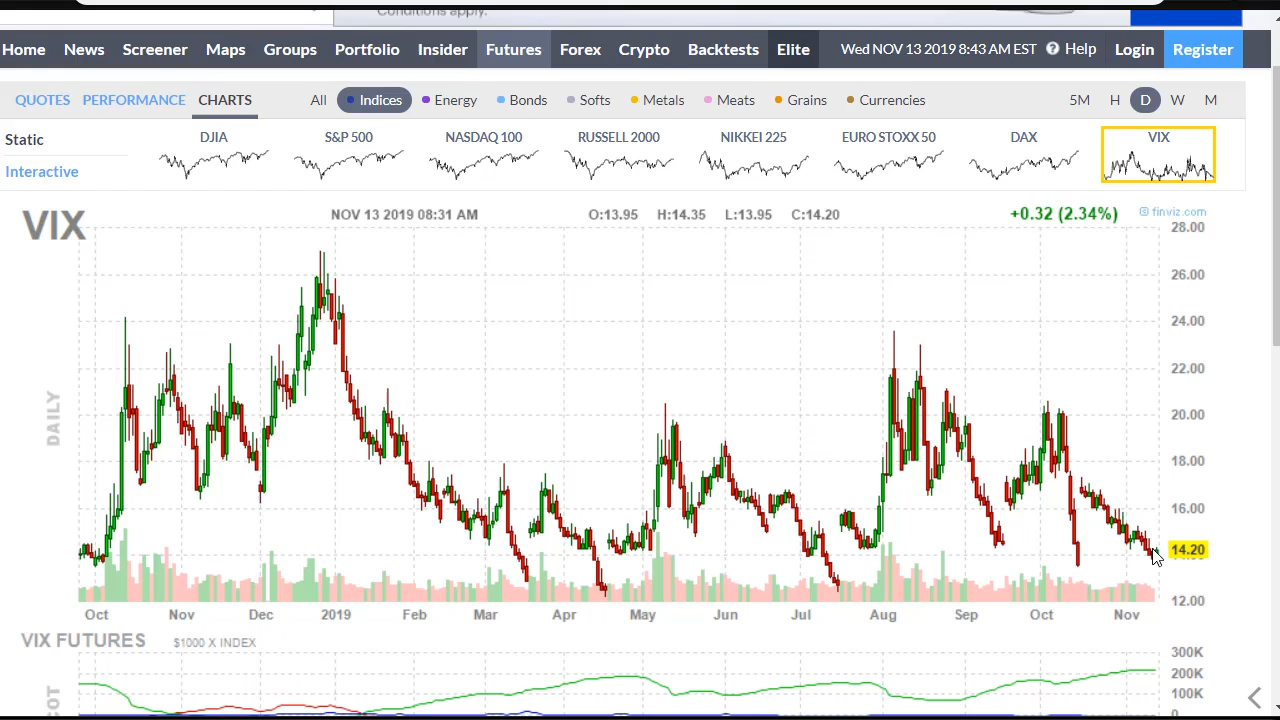 Conditions apply.
Home News Screener Maps Groups Portfolio Insider Futures Forex Crypto Backtests Elite Wed NOV 13 2019 8:43 AM EST ? Help Login Register
QUOTES PERFORMANCE CHARTS All Indices Energy Bonds Softs Metals Meats Grains Currencies 5M H D W M
Static
Interactive
DJIA S&P 500 NASDAQ 100 RUSSELL 2000 NIKKEI 225 EURO STOXX 50 DAX VIX
VIX NOV 13 2019 08:31 AM O:13.95 H:14.35 L:13.95 C:14.20 +0.32 (2.34%) finviz.com
28.00
26.00
24.00
22.00
20.00
18.00
16.00
14.20
12.00
DAILY
Oct Nov Dec 2019 Feb Mar Apr May Jun Jul Aug Sep Oct Nov
VIX FUTURES $1000 X INDEX
300K
200K
100K
0
COT